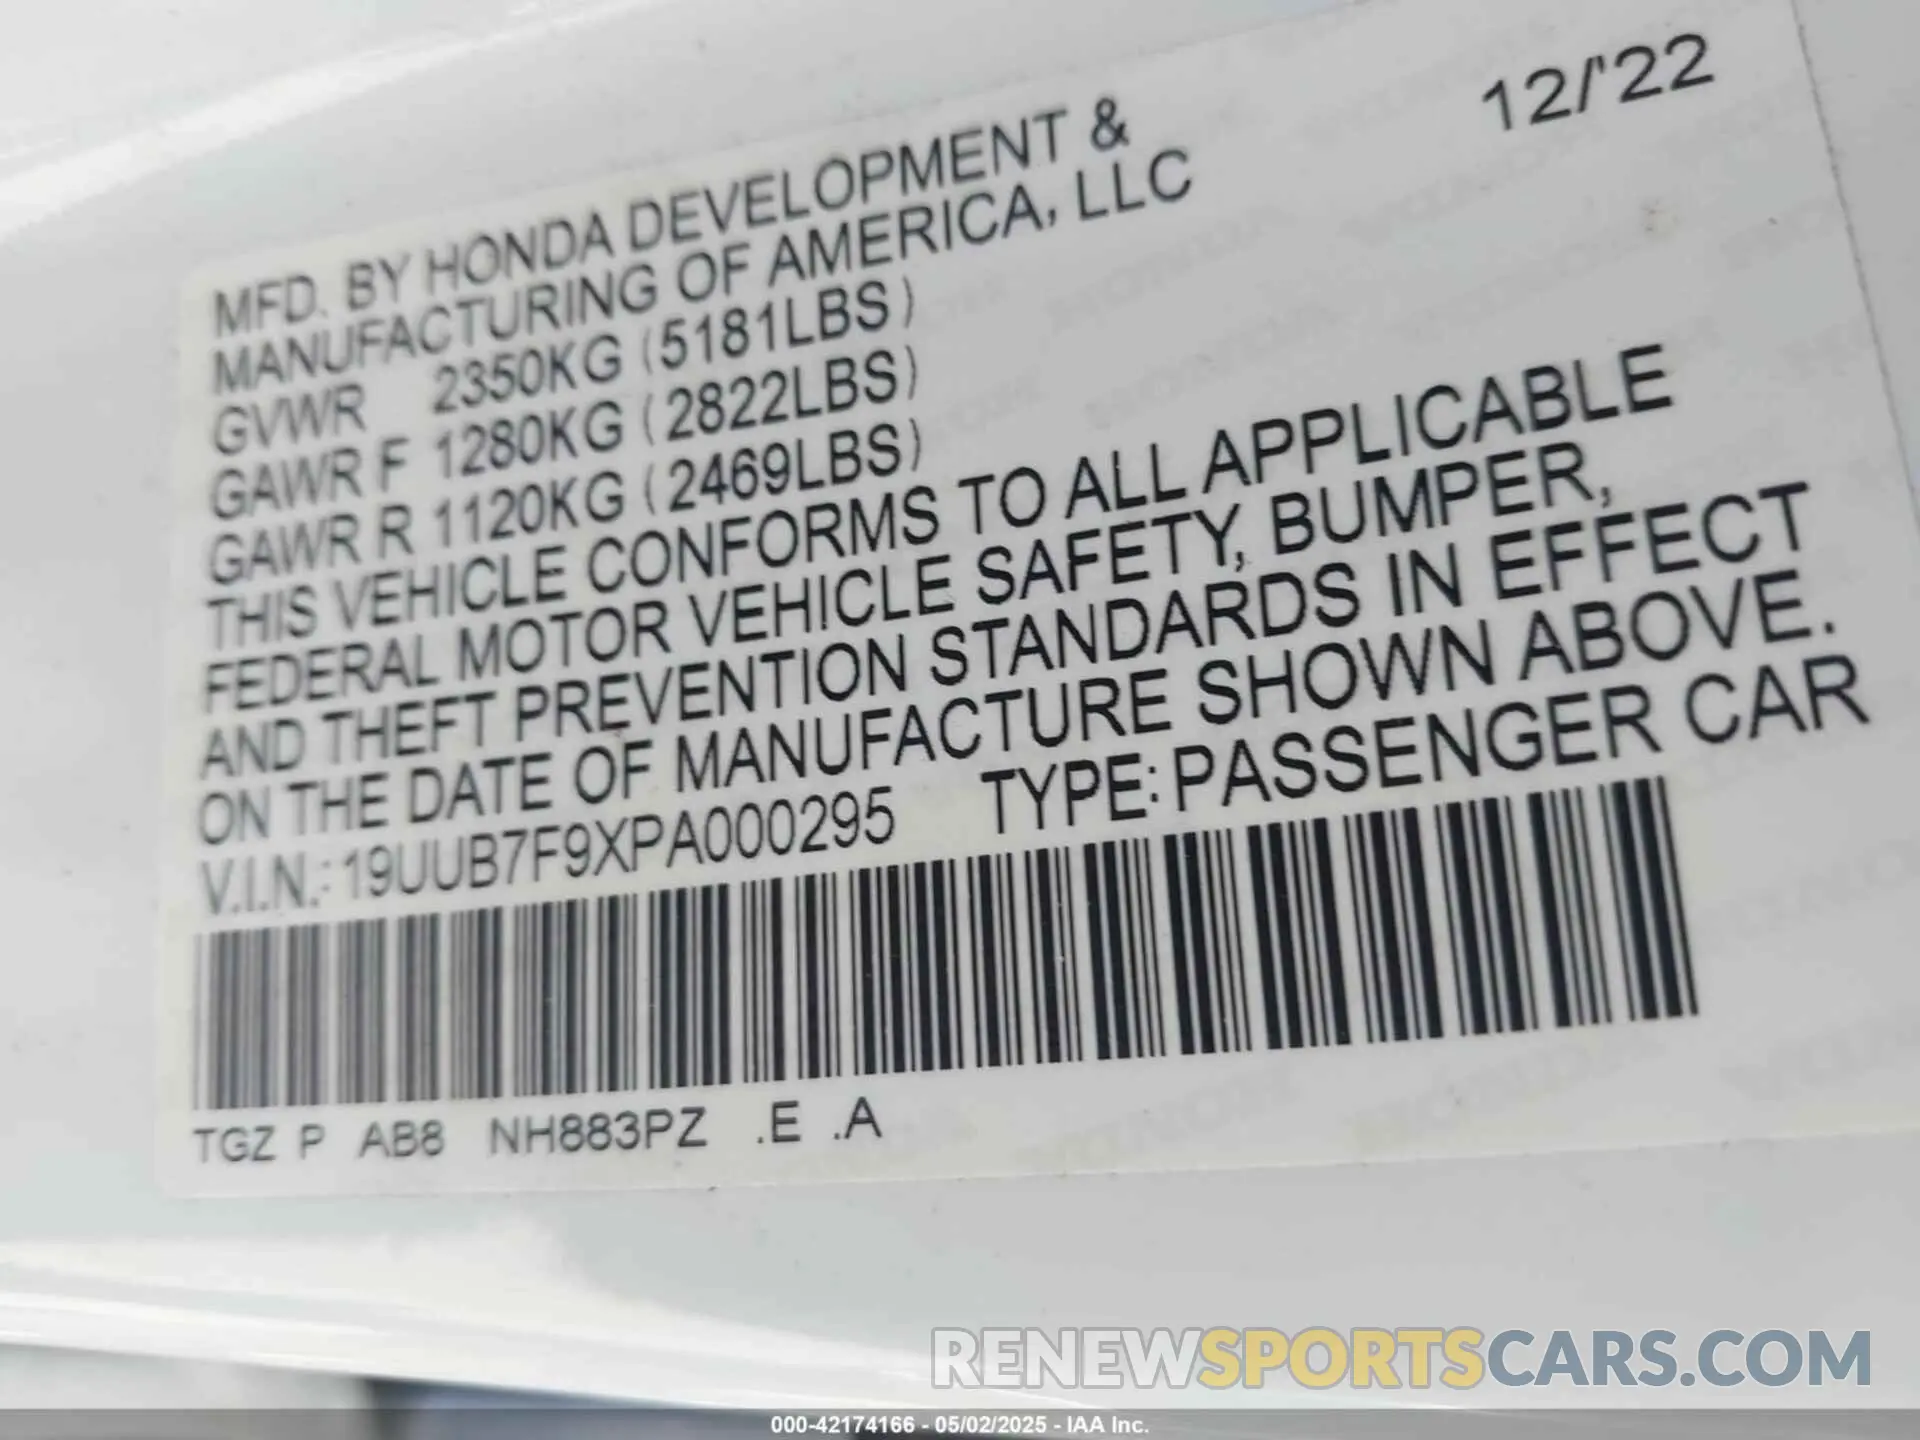 12/'22
MFD. BY HONDA DEVELOPMENT &
MANUFACTURING OF AMERICA, LLC
GVWR 2350KG (5181LBS)
GAWR F 1280KG (2822LBS)
GAWR R 1120KG (2469LBS)
THIS VEHICLE CONFORMS TO ALL APPLICABLE
FEDERAL MOTOR VEHICLE SAFETY, BUMPER,
AND THEFT PREVENTION STANDARDS IN EFFECT
ON THE DATE OF MANUFACTURE SHOWN ABOVE.
V.I.N.: 19UUB7F9XPA000295 TYPE: PASSENGER CAR
TGZ P AB8 NH883PZ .E .A
RENEWSPORTSCARS.COM
000-42174166 - 05/02/2025 - IAA Inc.